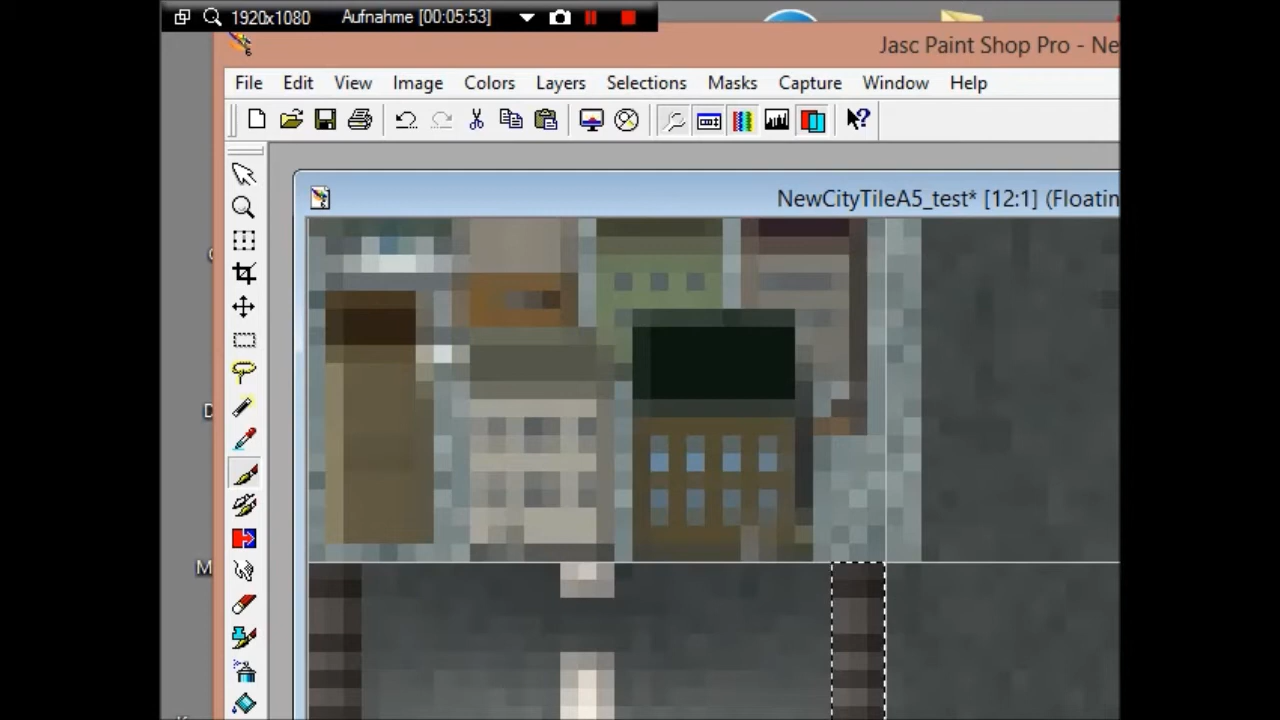 1920x1080 Aufnahme [00:05:53]
Jasc Paint Shop Pro - Ne
File Edit View Image Colors Layers Selections Masks Capture Window Help
NewCityTileA5_test* [12:1] (Floatin
D
M